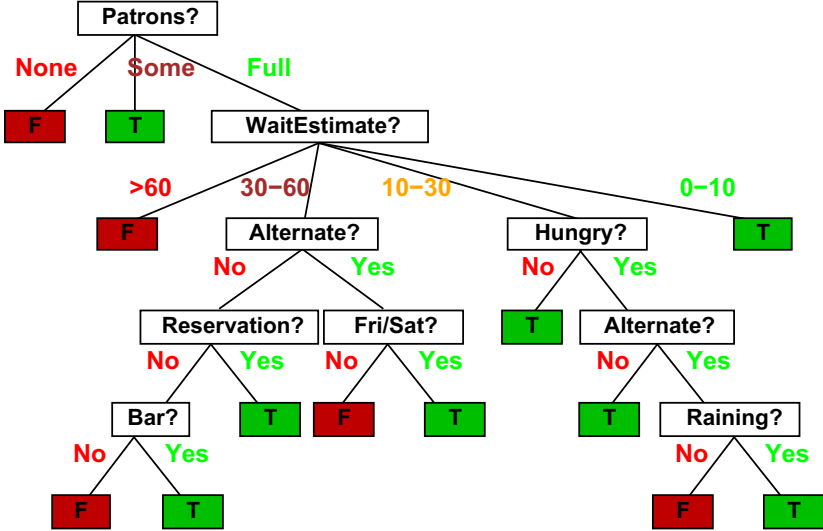 Patrons?
None Some Full
F T WaitEstimate?
>60 30−60 10−30 0−10
F Alternate? Hungry? T
No Yes No Yes
Reservation? Fri/Sat? T Alternate?
No Yes No Yes No Yes
Bar? T F T T Raining?
No Yes No Yes
F T F T